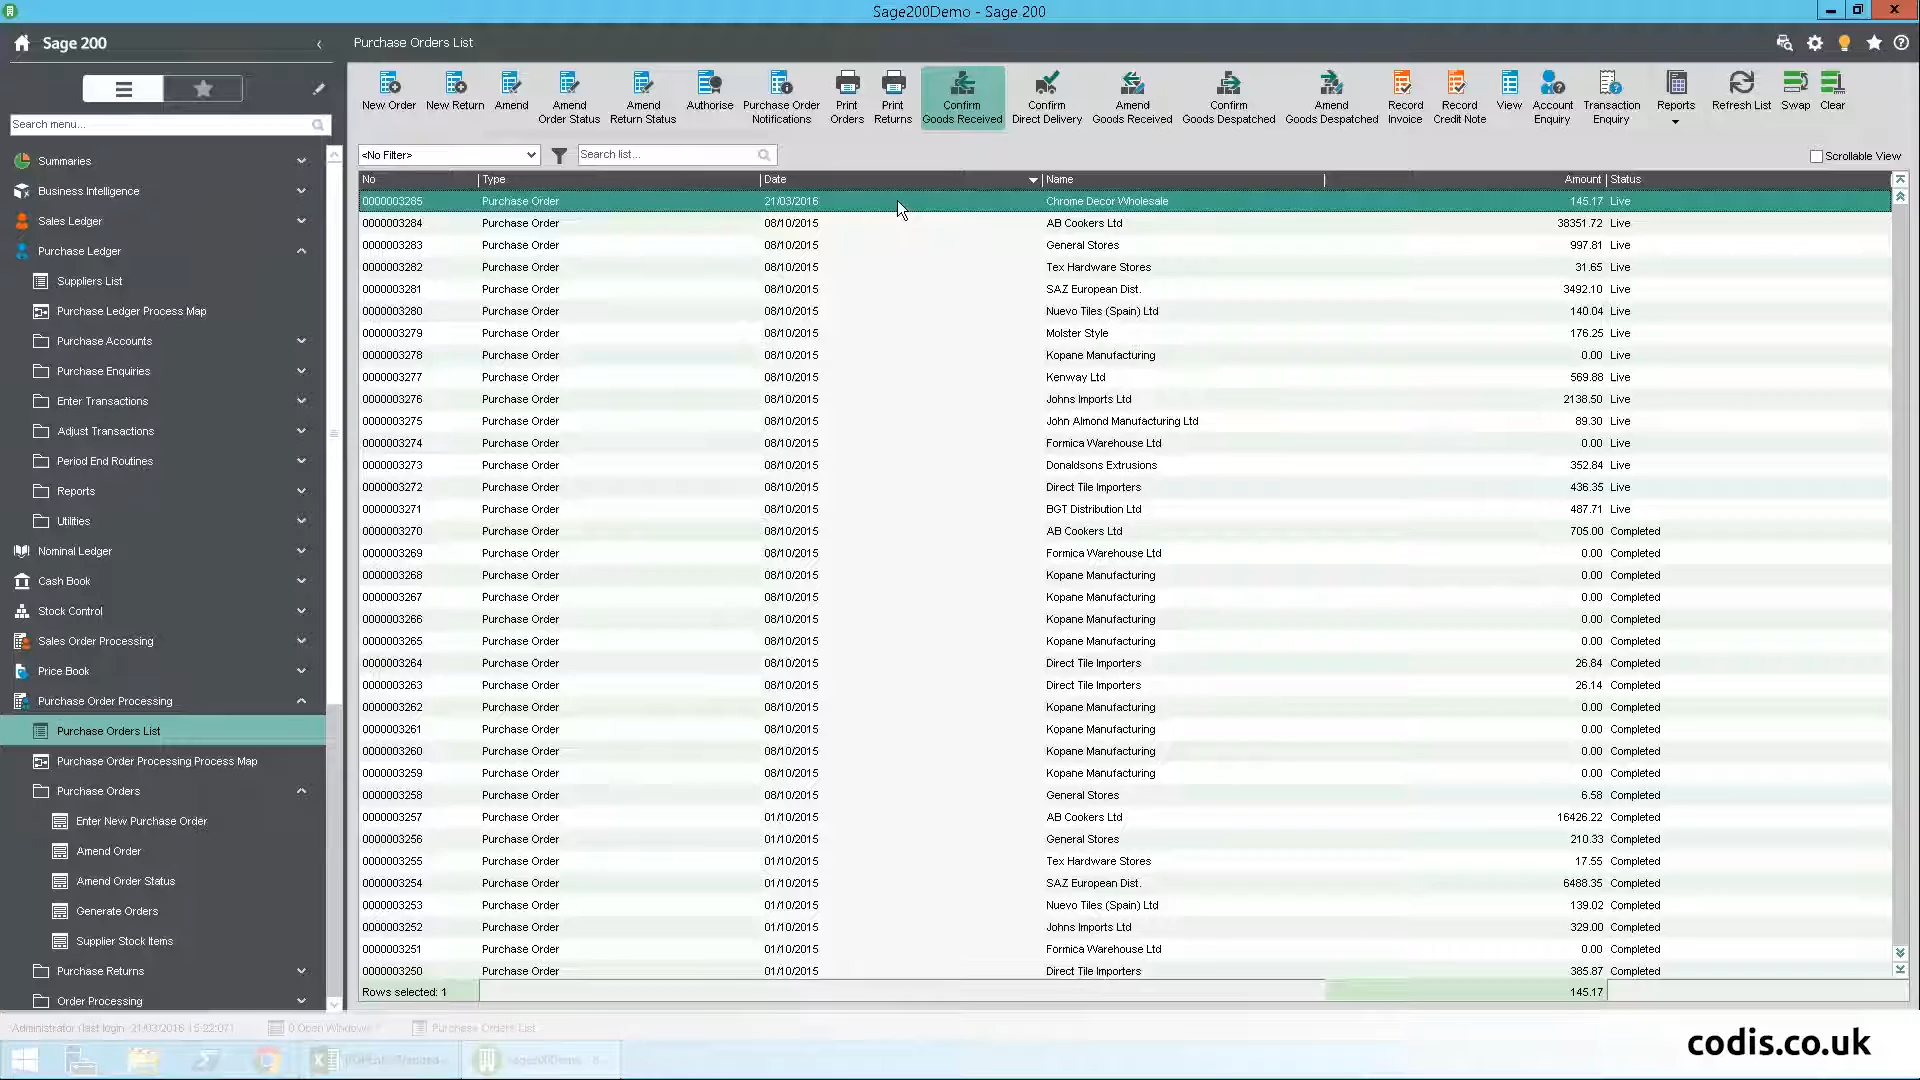 Sage200Demo - Sage 200
Sage 200
Purchase Orders List
New Order
New Return
Amend
Amend
Order Status
Amend
Return Status
Authorise
Purchase Order
Notifications
Print
Orders
Print
Returns
Confirm
Goods Received
Confirm
Direct Delivery
Amend
Goods Received
Confirm
Goods Despatched
Amend
Goods Despatched
Record
Invoice
Record
Credit Note
View
Account
Enquiry
Transaction
Enquiry
Reports
Refresh List
Swap
Clear
Search menu...
<No Filter>
Search list...
Scrollable View
Summaries
Business Intelligence
Sales Ledger
Purchase Ledger
Suppliers List
Purchase Ledger Process Map
Purchase Accounts
Purchase Enquiries
Enter Transactions
Adjust Transactions
Period End Routines
Reports
Utilities
Nominal Ledger
Cash Book
Stock Control
Sales Order Processing
Price Book
Purchase Order Processing
Purchase Orders List
Purchase Order Processing Process Map
Purchase Orders
Enter New Purchase Order
Amend Order
Amend Order Status
Generate Orders
Supplier Stock Items
Purchase Returns
Order Processing
No Type Date Name Amount Status
0000003285 Purchase Order 21/03/2016 Chrome Decor Wholesale 145.17 Live
0000003284 Purchase Order 08/10/2015 AB Cookers Ltd 38351.72 Live
0000003283 Purchase Order 08/10/2015 General Stores 997.81 Live
0000003282 Purchase Order 08/10/2015 Tex Hardware Stores 31.65 Live
0000003281 Purchase Order 08/10/2015 SAZ European Dist. 3492.10 Live
0000003280 Purchase Order 08/10/2015 Nuevo Tiles (Spain) Ltd 140.04 Live
0000003279 Purchase Order 08/10/2015 Molster Style 176.25 Live
0000003278 Purchase Order 08/10/2015 Kopane Manufacturing 0.00 Live
0000003277 Purchase Order 08/10/2015 Kenway Ltd 569.88 Live
0000003276 Purchase Order 08/10/2015 Johns Imports Ltd 2138.50 Live
0000003275 Purchase Order 08/10/2015 John Almond Manufacturing Ltd 89.30 Live
0000003274 Purchase Order 08/10/2015 Formica Warehouse Ltd 0.00 Live
0000003273 Purchase Order 08/10/2015 Donaldsons Extrusions 352.84 Live
0000003272 Purchase Order 08/10/2015 Direct Tile Importers 436.35 Live
0000003271 Purchase Order 08/10/2015 BGT Distribution Ltd 487.71 Live
0000003270 Purchase Order 08/10/2015 AB Cookers Ltd 705.00 Completed
0000003269 Purchase Order 08/10/2015 Formica Warehouse Ltd 0.00 Completed
0000003268 Purchase Order 08/10/2015 Kopane Manufacturing 0.00 Completed
0000003267 Purchase Order 08/10/2015 Kopane Manufacturing 0.00 Completed
0000003266 Purchase Order 08/10/2015 Kopane Manufacturing 0.00 Completed
0000003265 Purchase Order 08/10/2015 Kopane Manufacturing 0.00 Completed
0000003264 Purchase Order 08/10/2015 Direct Tile Importers 26.84 Completed
0000003263 Purchase Order 08/10/2015 Direct Tile Importers 26.14 Completed
0000003262 Purchase Order 08/10/2015 Kopane Manufacturing 0.00 Completed
0000003261 Purchase Order 08/10/2015 Kopane Manufacturing 0.00 Completed
0000003260 Purchase Order 08/10/2015 Kopane Manufacturing 0.00 Completed
0000003259 Purchase Order 08/10/2015 Kopane Manufacturing 0.00 Completed
0000003258 Purchase Order 08/10/2015 General Stores 6.58 Completed
0000003257 Purchase Order 01/10/2015 AB Cookers Ltd 16426.22 Completed
0000003256 Purchase Order 01/10/2015 General Stores 210.33 Completed
0000003255 Purchase Order 01/10/2015 Tex Hardware Stores 17.55 Completed
0000003254 Purchase Order 01/10/2015 SAZ European Dist. 6488.35 Completed
0000003253 Purchase Order 01/10/2015 Nuevo Tiles (Spain) Ltd 139.02 Completed
0000003252 Purchase Order 01/10/2015 Johns Imports Ltd 329.00 Completed
0000003251 Purchase Order 01/10/2015 Formica Warehouse Ltd 0.00 Completed
0000003250 Purchase Order 01/10/2015 Direct Tile Importers 385.87 Completed
Rows selected: 1 145.17
Administrator (last login: 21/03/2016 15:22:07) 0 Open Windows Purchase Orders List
Sage200Demo
codis.co.uk